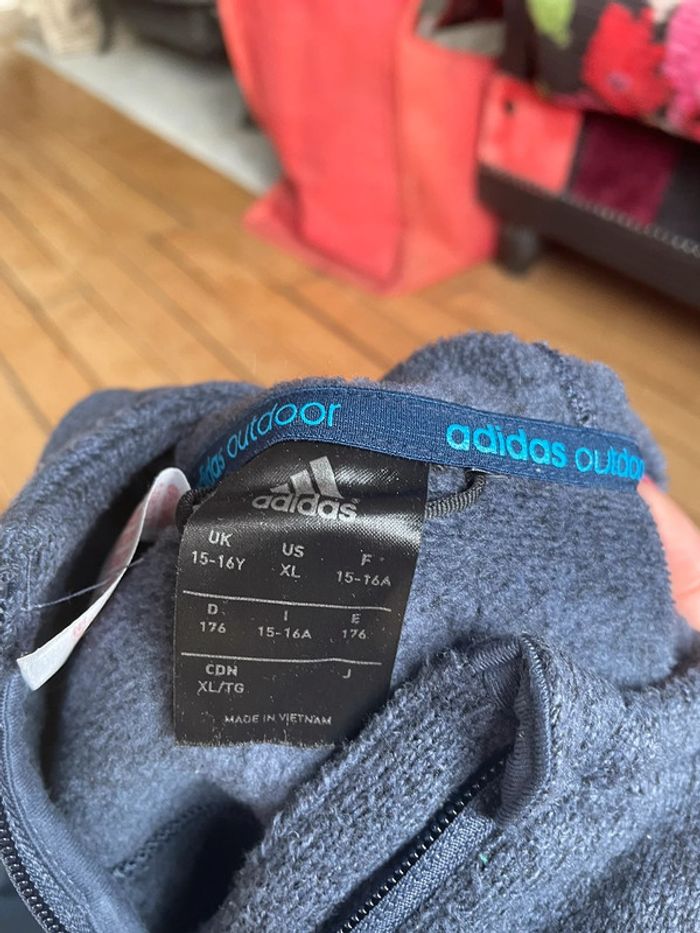 adidas outdoor
adidas outdoor
adidas
UK US F
15-16Y XL 15-16A
D I E
176 15-16A 176
CDN J
XL/TG
MADE IN VIETNAM